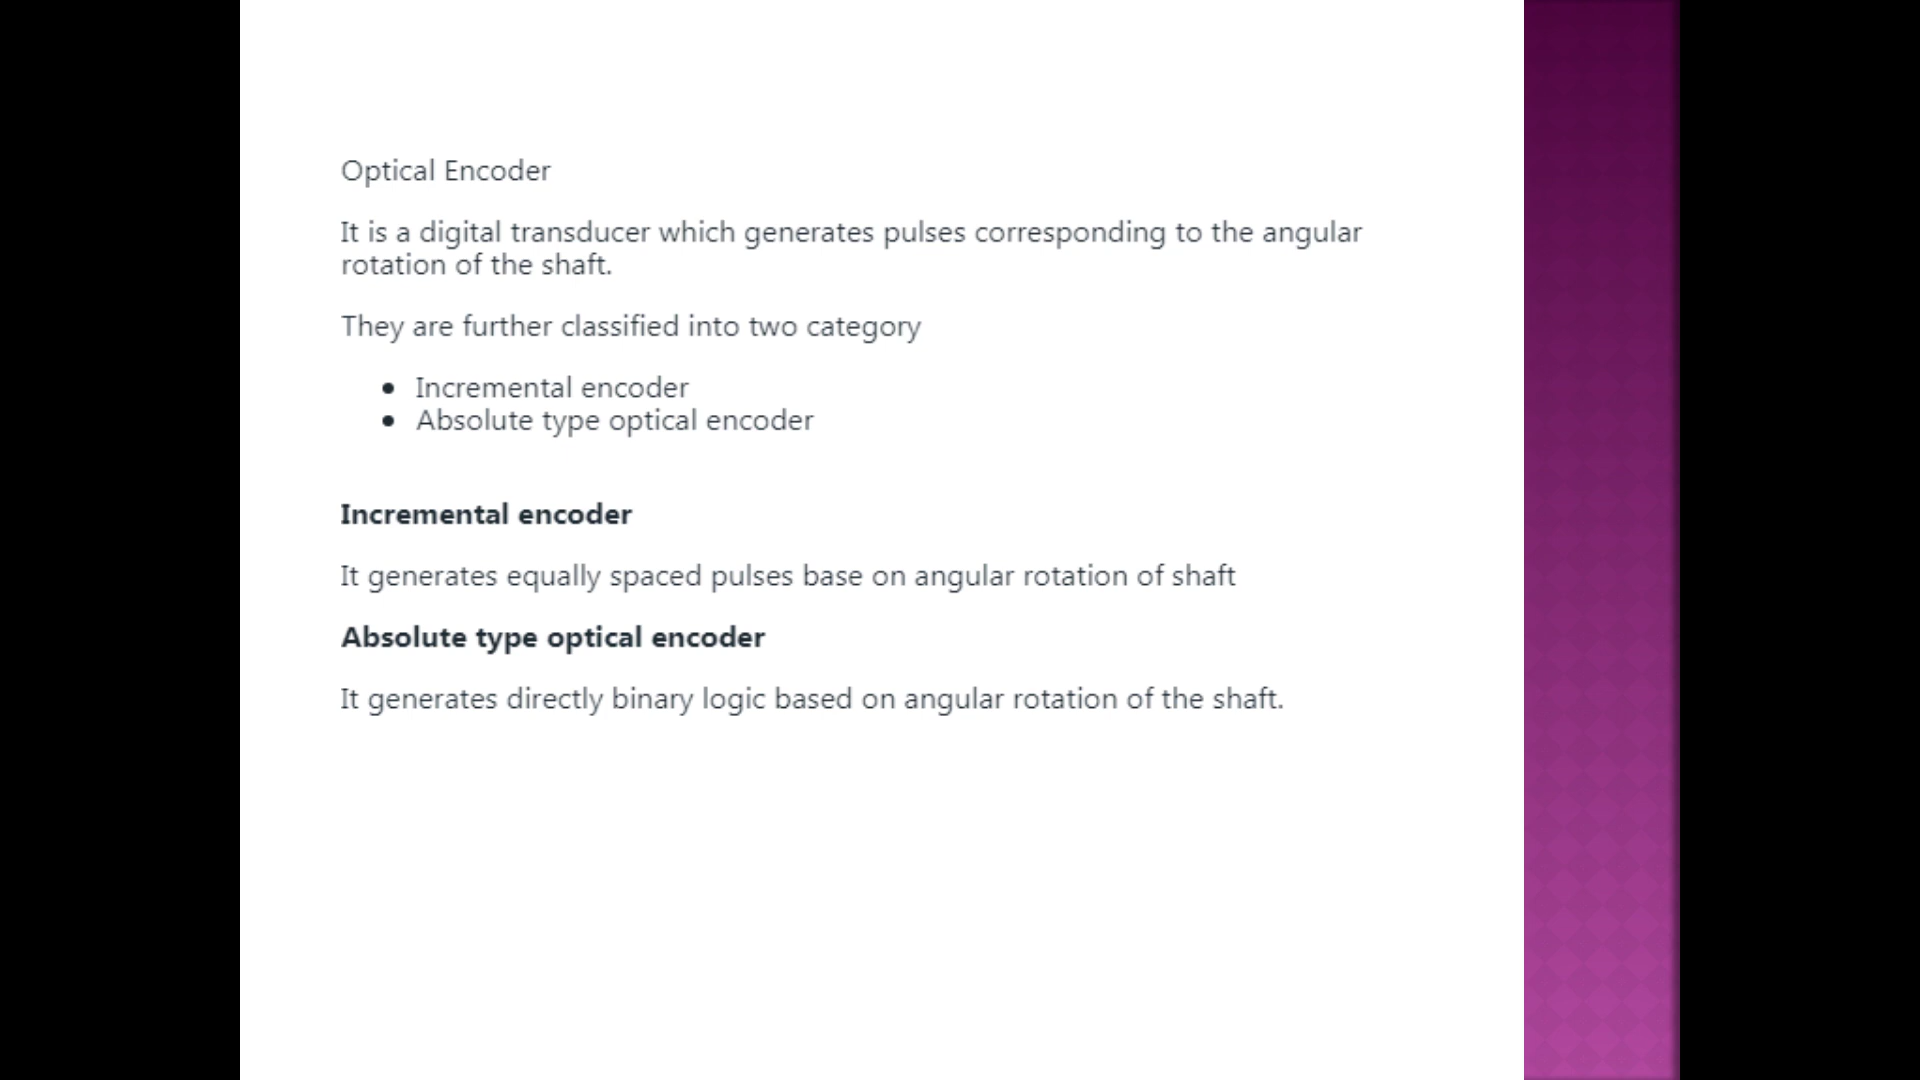 Optical Encoder
It is a digital transducer which generates pulses corresponding to the angular
rotation of the shaft.
They are further classified into two category
• Incremental encoder
• Absolute type optical encoder
Incremental encoder
It generates equally spaced pulses base on angular rotation of shaft
Absolute type optical encoder
It generates directly binary logic based on angular rotation of the shaft.